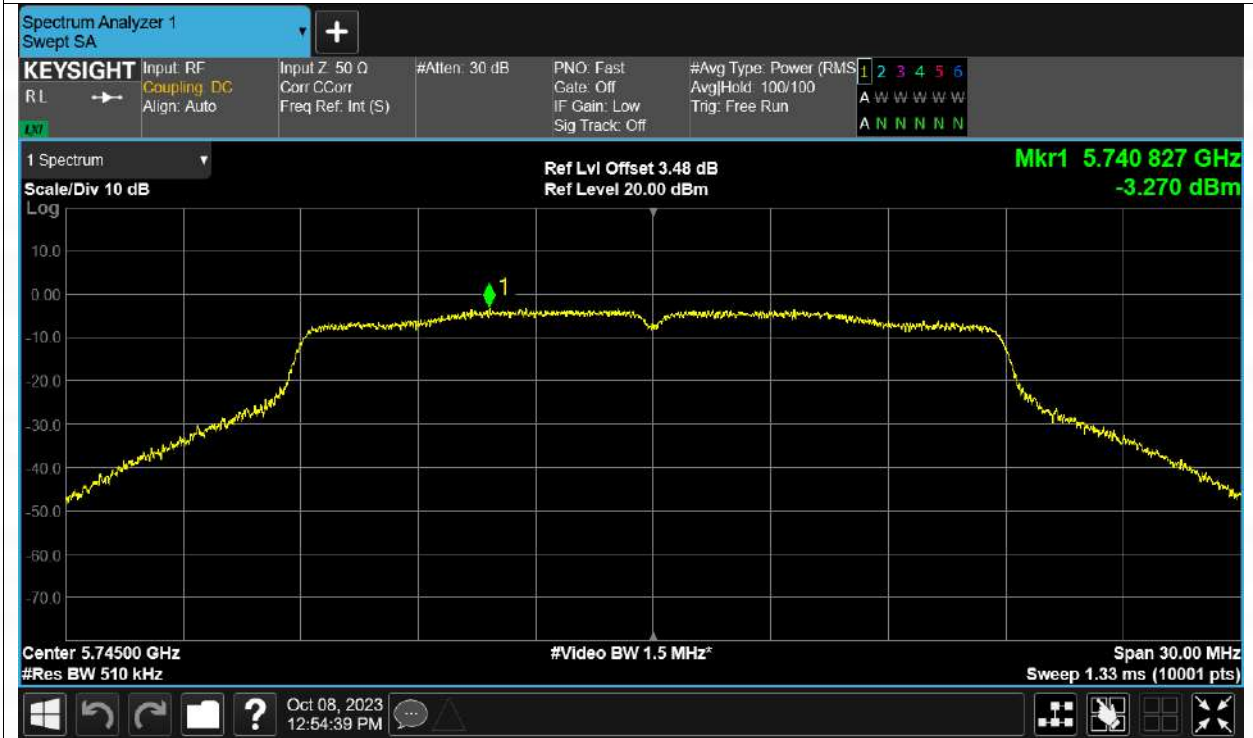 Spectrum Analyzer 1
Swept SA
+
KEYSIGHT
RL
LXI
Input: RF
Coupling: DC
Align: Auto
Input Z: 50 Ω
Corr CCorr
Freq Ref: Int (S)
#Atten: 30 dB
PNO: Fast
Gate: Off
IF Gain: Low
Sig Track: Off
#Avg Type: Power (RMS
Avg|Hold: 100/100
Trig: Free Run
1 2 3 4 5 6
A W W W W W
A N N N N N
1 Spectrum
Scale/Div 10 dB
Log
Ref Lvl Offset 3.48 dB
Ref Level 20.00 dBm
Mkr1 5.740 827 GHz
-3.270 dBm
10.0
0.00
-10.0
-20.0
-30.0
-40.0
-50.0
-60.0
-70.0
1
Center 5.74500 GHz
#Res BW 510 kHz
#Video BW 1.5 MHz*
Span 30.00 MHz
Sweep 1.33 ms (10001 pts)
?
Oct 08, 2023
12:54:39 PM